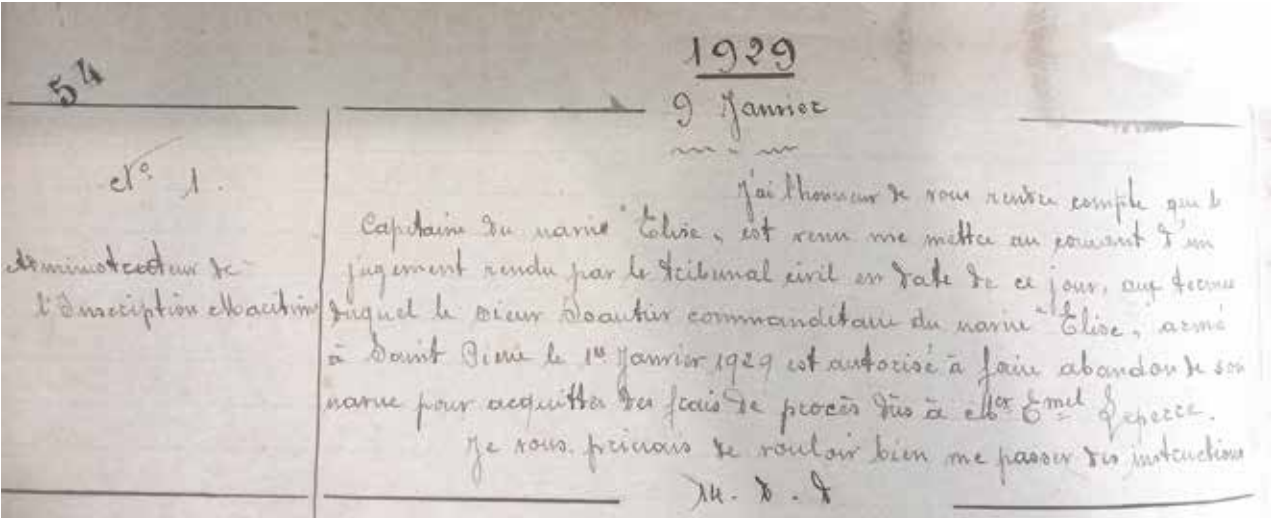 54
1929
9 Janvier
N° 1.
Administrateur de
l'Inscription Maritime
J'ai l'honneur de vous rendre compte que le
Capitaine du navire "Elise, est venu me mettre au courant d'un
jugement rendu par le tribunal civil en date de ce jour, aux termes
duquel le sieur commanditaire du navire "Elise, armé
à Saint Pierre le 1er Janvier 1929 est autorisé à faire abandon de son
navire pour acquitter des frais de procès dûs à Mer Emel Leperre.
Je vous de vouloir bien me passer des instructions